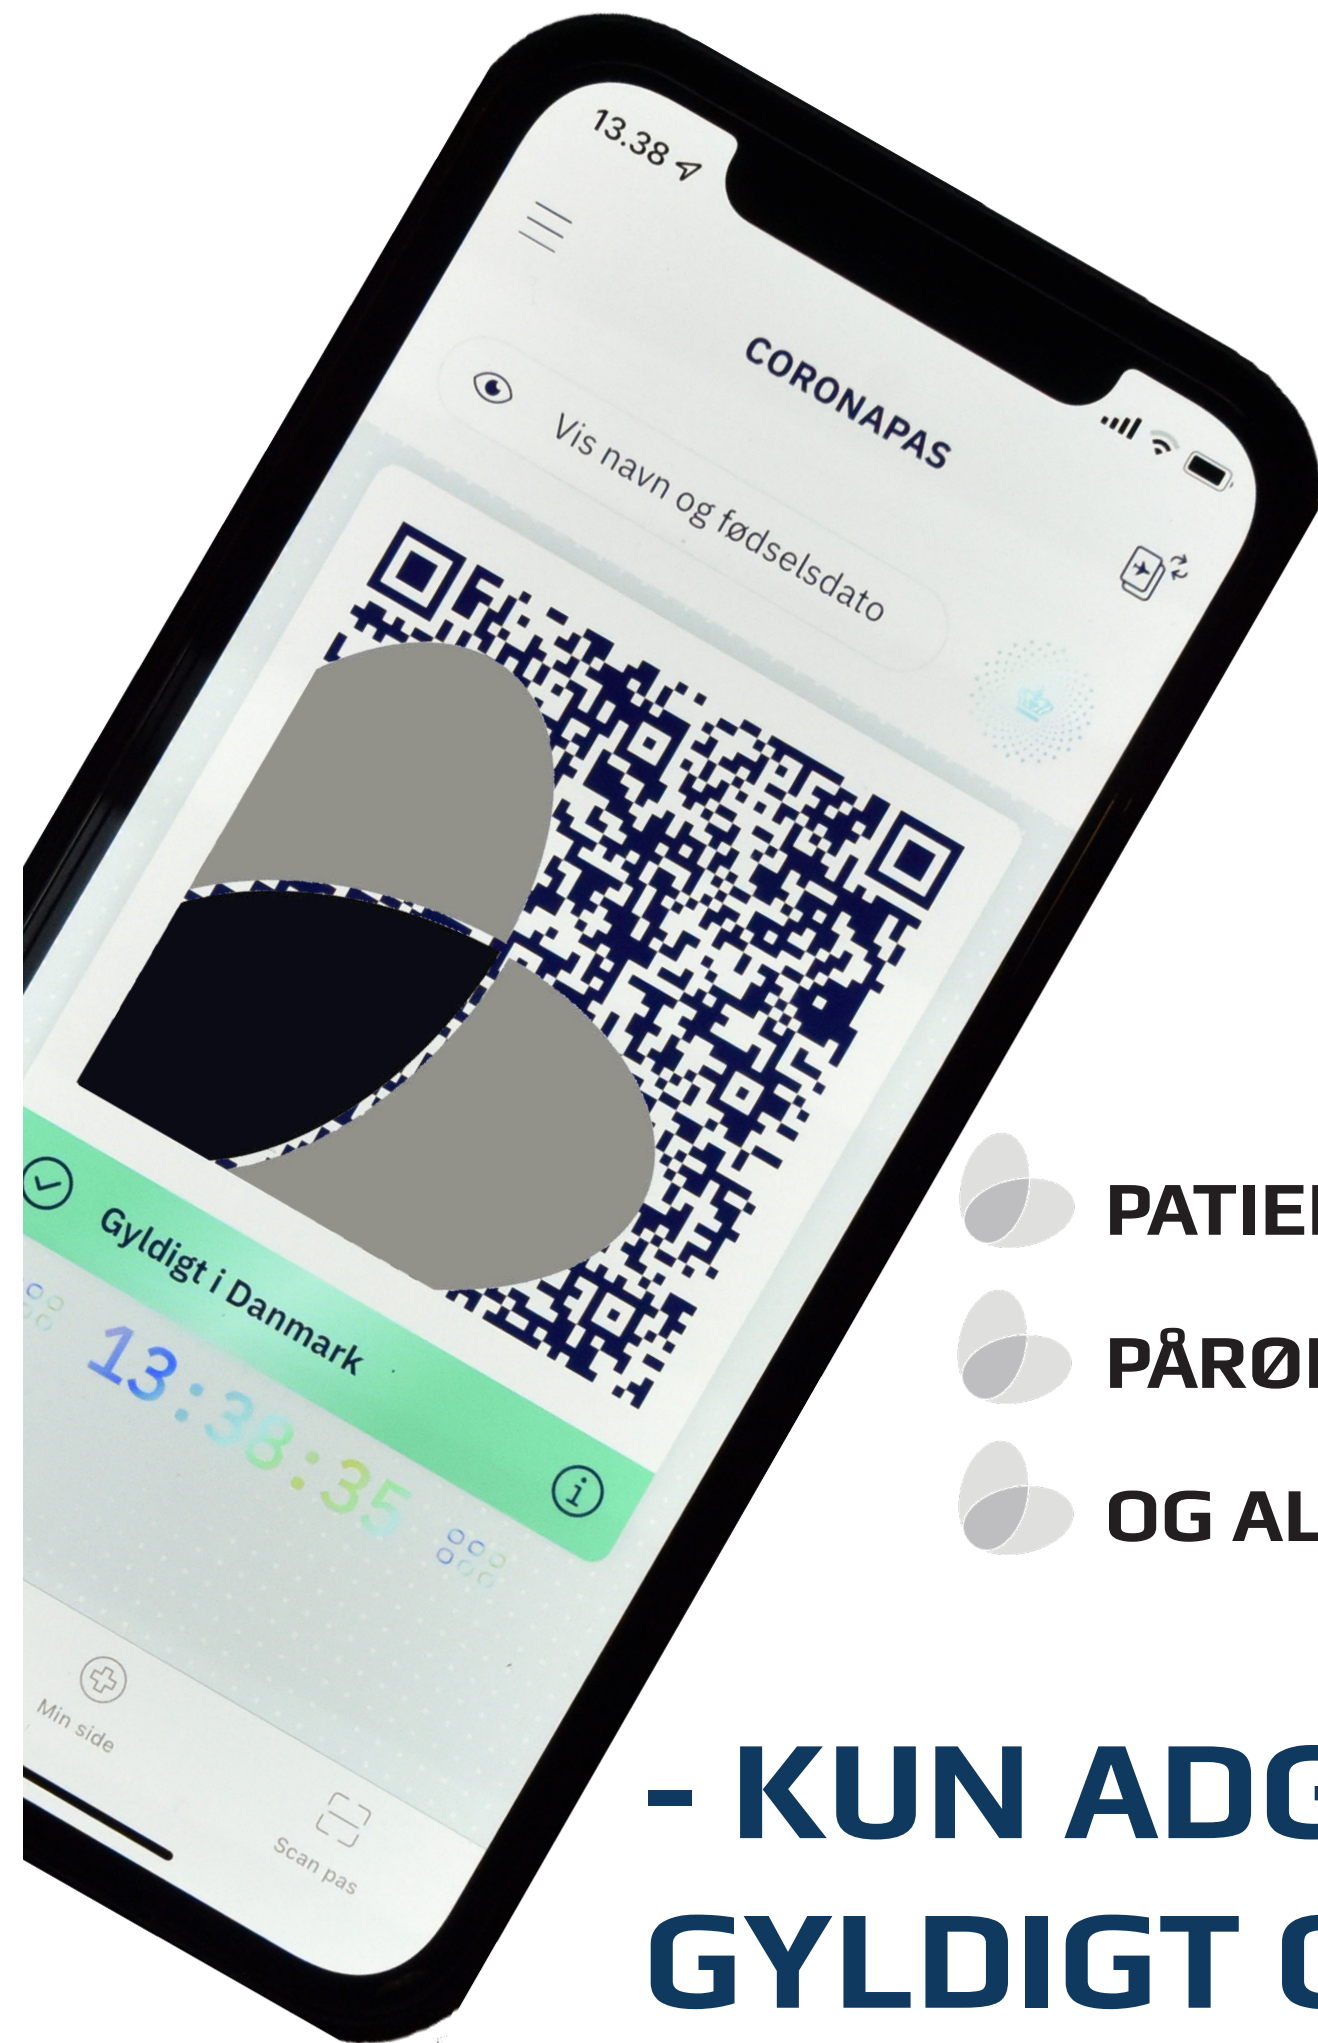 13.38
CORONAPAS
Vis navn og fødselsdato
Gyldigt i Danmark
13:38:35
Min side
Scan pas
PATIE
PÅRØ
OG AL
- KUN ADG
GYLDIGT